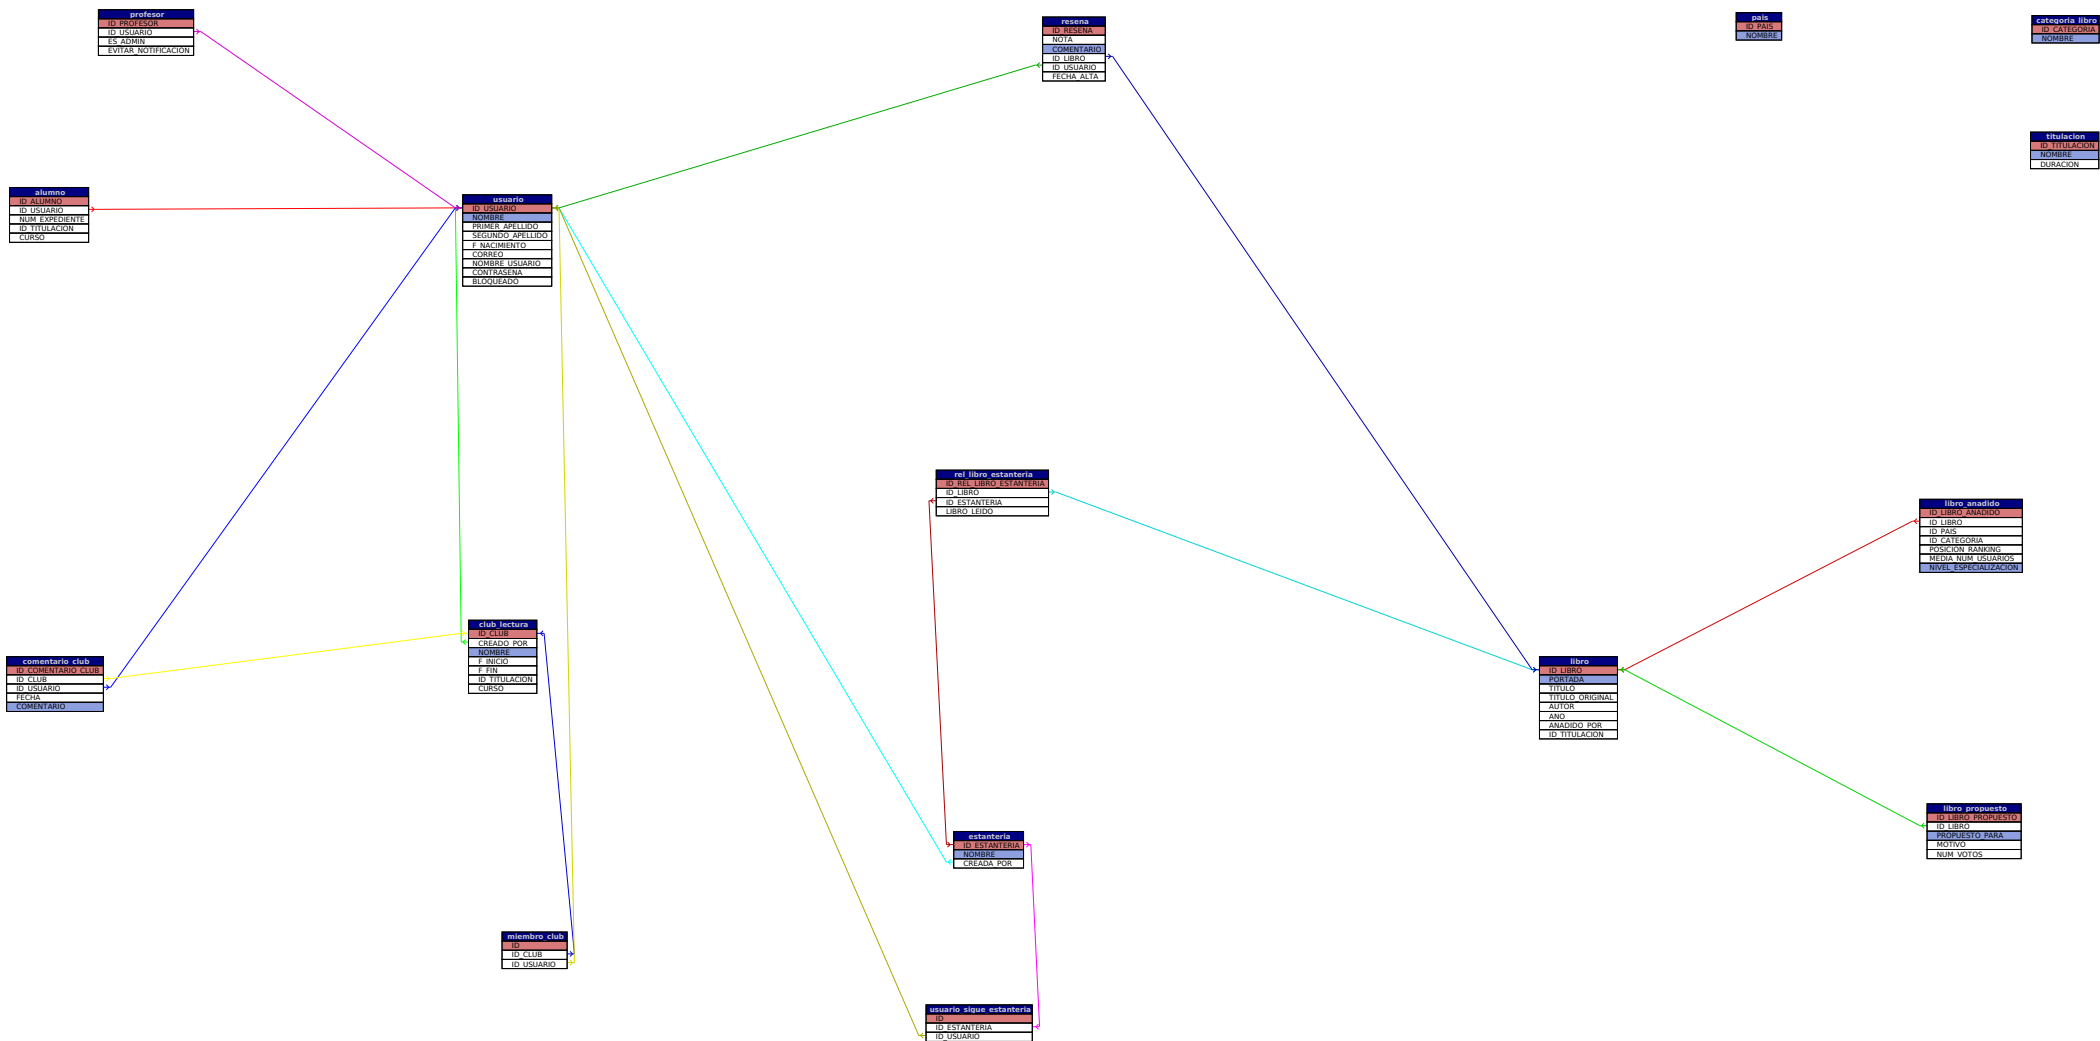 profesor
ID_PROFESOR
ID_USUARIO
ES_ADMIN
EVITAR_NOTIFICACION
resena
ID_RESENA
NOTA
COMENTARIO
ID_LIBRO
ID_USUARIO
FECHA_ALTA
pais
ID_PAIS
NOMBRE
categoria_libro
ID_CATEGORIA
NOMBRE
titulacion
ID_TITULACION
NOMBRE
DURACION
alumno
ID_ALUMNO
ID_USUARIO
NUM_EXPEDIENTE
ID_TITULACION
CURSO
usuario
ID_USUARIO
NOMBRE
PRIMER_APELLIDO
SEGUNDO_APELLIDO
F_NACIMIENTO
CORREO
NOMBRE_USUARIO
CONTRASENA
BLOQUEADO
rel_libro_estanteria
ID_REL_LIBRO_ESTANTERIA
ID_LIBRO
ID_ESTANTERIA
LIBRO_LEIDO
libro_anadido
ID_LIBRO_ANADIDO
ID_LIBRO
ID_PAIS
ID_CATEGORIA
POSICION_RANKING
MEDIA_NUM_USUARIOS
NIVEL_ESPECIALIZACION
club_lectura
ID_CLUB
CREADO_POR
NOMBRE
F_INICIO
F_FIN
ID_TITULACION
CURSO
comentario_club
ID_COMENTARIO_CLUB
ID_CLUB
ID_USUARIO
FECHA
COMENTARIO
libro
ID_LIBRO
PORTADA
TITULO
TITULO_ORIGINAL
AUTOR
ANO
ANADIDO_POR
ID_TITULACION
libro_propuesto
ID_LIBRO_PROPUESTO
ID_LIBRO
PROPUESTO_PARA
MOTIVO
NUM_VOTOS
estanteria
ID_ESTANTERIA
NOMBRE
CREADA_POR
miembro_club
ID
ID_CLUB
ID_USUARIO
usuario_sigue_estanteria
ID
ID_ESTANTERIA
ID_USUARIO